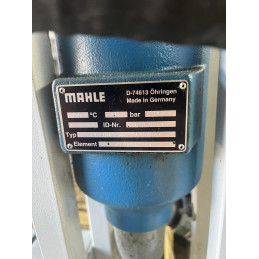 MAHLE D-74613 Öhringen
Made in Germany
°C bar
ID-Nr.
Typ
Element